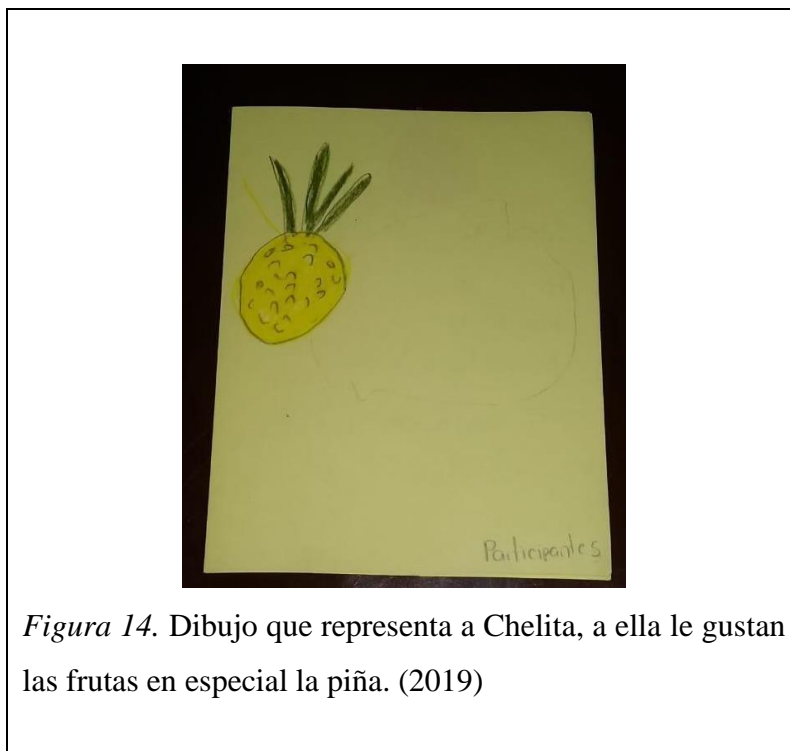 Participantes
Figura 14. Dibujo que representa a Chelita, a ella le gustan
las frutas en especial la piña. (2019)